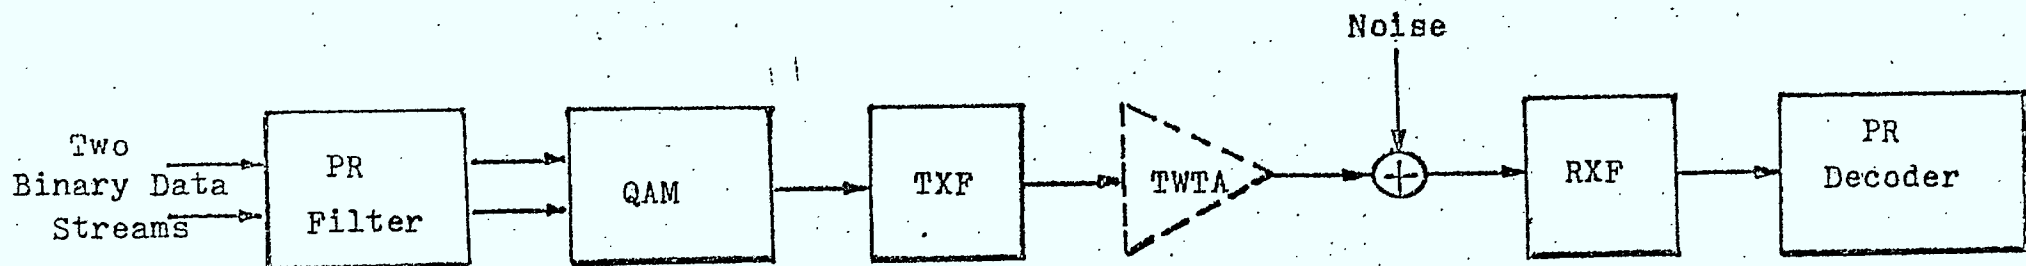 Noise
Two
Binary Data
Streams
PR
Filter
QAM
TXF
TWTA
RXF
PR
Decoder